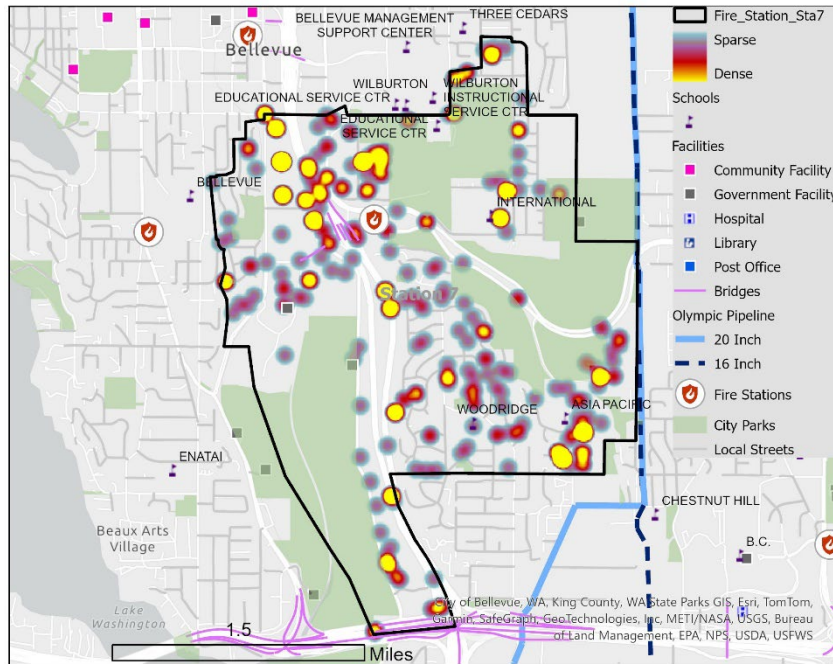 BELLEVUE MANAGEMENT
SUPPORT CENTER
THREE CEDARS
Bellevue
WILBURTON
WILBURTON
INSTRUCTIONAL
SERVICE CTR
EDUCATIONAL SERVICE CTR
EDUCATIONAL
SERVICE CTR
BELLEVUE
INTERNATIONAL
Station 7
WOODRIDGE
ASIA PACIFIC
ENATAI
CHESTNUT HILL
Beaux Arts
Village
B.C.
Lake
Washington
1.5
Miles
City of Bellevue, WA, King County, WA State Parks GIS, Esri, TomTom,
Garmin, SafeGraph, GeoTechnologies, Inc, METI/NASA, USGS, Bureau
of Land Management, EPA, NPS, USDA, USFWS
Fire_Station_Sta7
Sparse
Dense
Schools
Facilities
Community Facility
Government Facility
Hospital
Library
Post Office
Bridges
Olympic Pipeline
20 Inch
16 Inch
Fire Stations
City Parks
Local Streets